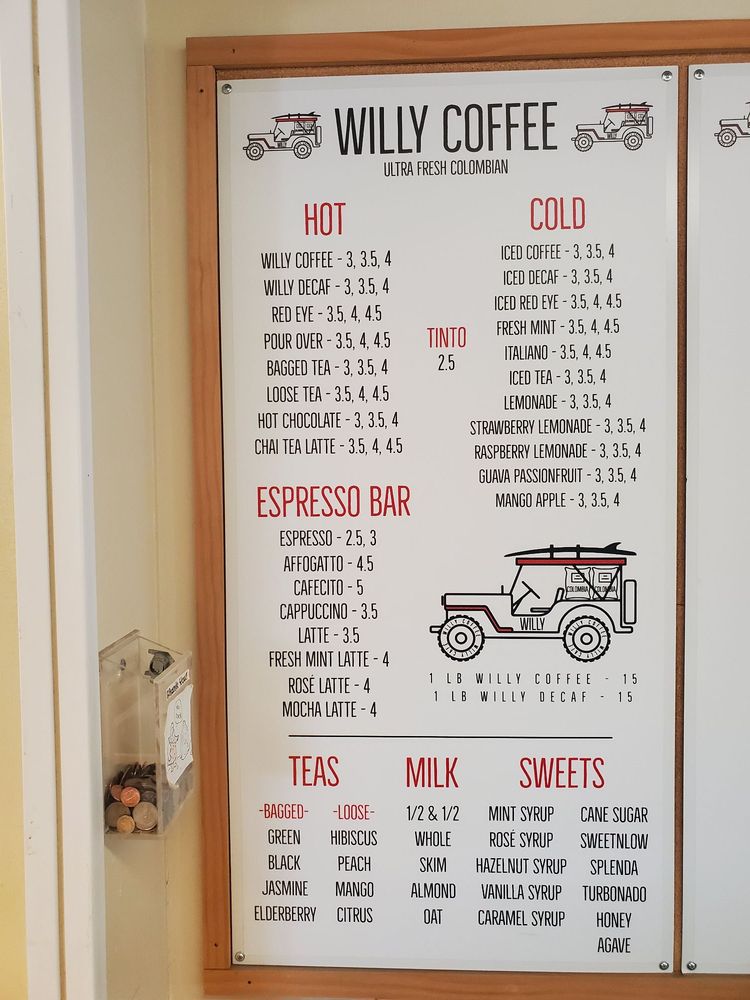 WILLY COFFEE
ULTRA FRESH COLOMBIAN
HOT
WILLY COFFEE - 3, 3.5, 4
WILLY DECAF - 3, 3.5, 4
RED EYE - 3.5, 4, 4.5
POUR OVER - 3.5, 4, 4.5
BAGGED TEA - 3, 3.5, 4
LOOSE TEA - 3.5, 4, 4.5
HOT CHOCOLATE - 3, 3.5, 4
CHAI TEA LATTE - 3.5, 4, 4.5
TINTO
2.5
COLD
ICED COFFEE - 3, 3.5, 4
ICED DECAF - 3, 3.5, 4
ICED RED EYE - 3.5, 4, 4.5
FRESH MINT - 3.5, 4, 4.5
ITALIANO - 3.5, 4, 4.5
ICED TEA - 3, 3.5, 4
LEMONADE - 3, 3.5, 4
STRAWBERRY LEMONADE - 3, 3.5, 4
RASPBERRY LEMONADE - 3, 3.5, 4
GUAVA PASSIONFRUIT - 3, 3.5, 4
MANGO APPLE - 3, 3.5, 4
ESPRESSO BAR
ESPRESSO - 2.5, 3
AFFOGATTO - 4.5
CAFECITO - 5
CAPPUCCINO - 3.5
LATTE - 3.5
FRESH MINT LATTE - 4
ROSÉ LATTE - 4
MOCHA LATTE - 4
COLOMBIA COLOMBIA
WILLY
WILLY COFFEE
WILLY COFFEE
1 LB WILLY COFFEE - 15
1 LB WILLY DECAF - 15
TEAS
-BAGGED-
GREEN
BLACK
JASMINE
ELDERBERRY
-LOOSE-
HIBISCUS
PEACH
MANGO
CITRUS
MILK
1/2 & 1/2
WHOLE
SKIM
ALMOND
OAT
SWEETS
MINT SYRUP
ROSÉ SYRUP
HAZELNUT SYRUP
VANILLA SYRUP
CARAMEL SYRUP
CANE SUGAR
SWEETNLOW
SPLENDA
TURBONADO
HONEY
AGAVE
Thank You!